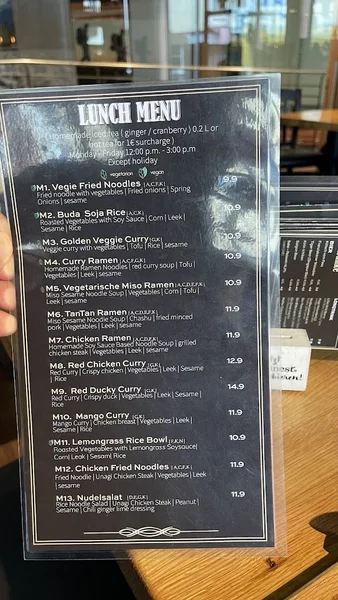 LUNCH MENU
( Homemade iced tea ( ginger / cranberry ) 0.2 L or
hot tea for 1€ surcharge )
Monday - Friday 12:00 p.m. - 3:00 p.m
Except holiday
vegetarian vegan
M1. Vegie Fried Noodles (A,C,F,K) 9.9
Fried noodle with vegetables | Fried onions | Spring
Onions | sesame
M2. Buda Soja Rice (A,C,K) 10.9
Roasted Vegetables with Soy Sauce | Corn | Leek |
Sesame | Rice
M3. Golden Veggie Curry (G,K) 10.9
Veggie curry with vegetables | Tofu | Rice | sesame
M4. Curry Ramen (A,C,F,G,K) 10.9
Homemade Ramen Noodles | red curry soup | Tofu |
Vegetables | Leek | sesame
M5. Vegetarische Miso Ramen (A,C,D,E,F,K) 10.9
Miso Sesame Noodle Soup | Vegetables | Corn | Tofu |
Leek | sesame
M6. TanTan Ramen (A,C,D,E,F,K) 11.9
Miso Sesame Noodle Soup | Chashu | fried minced
pork | Vegetables | Leek | sesame
M7. Chicken Ramen (A,C,D,F,K) 11.9
Homemade Soy Sauce Based Noodle Soup | grilled
chicken steak | Vegetables | Leek | sesame
M8. Red Chicken Curry (G,K) 12.9
Red Curry | Crispy chicken | Vegetables | Leek | Sesame
| Rice
M9. Red Ducky Curry (G,K) 14.9
Red Curry | Crispy duck | Vegetables | Leek | Sesame |
Rice
M10. Mango Curry (G,K) 11.9
Mango Curry | Chicken breast | Vegetables | Leek |
Sesame | Rice
M11. Lemongrass Rice Bowl (F,K,N) 10.9
Roasted Vegetables with Lemongrass Soysauce|
Corn| Leek | Sesam| Rice
M12. Chicken Fried Noodles (A,C,F,K) 11.9
Fried Noodle | Unagi Chicken Steak | Vegetables | Leek
| sesame
M13. Nudelsalat (D,E,G,K) 11.9
Rice Noodle Salad | Unagi Chicken Steak | Peanut |
Sesame | Chili ginger lime dressing